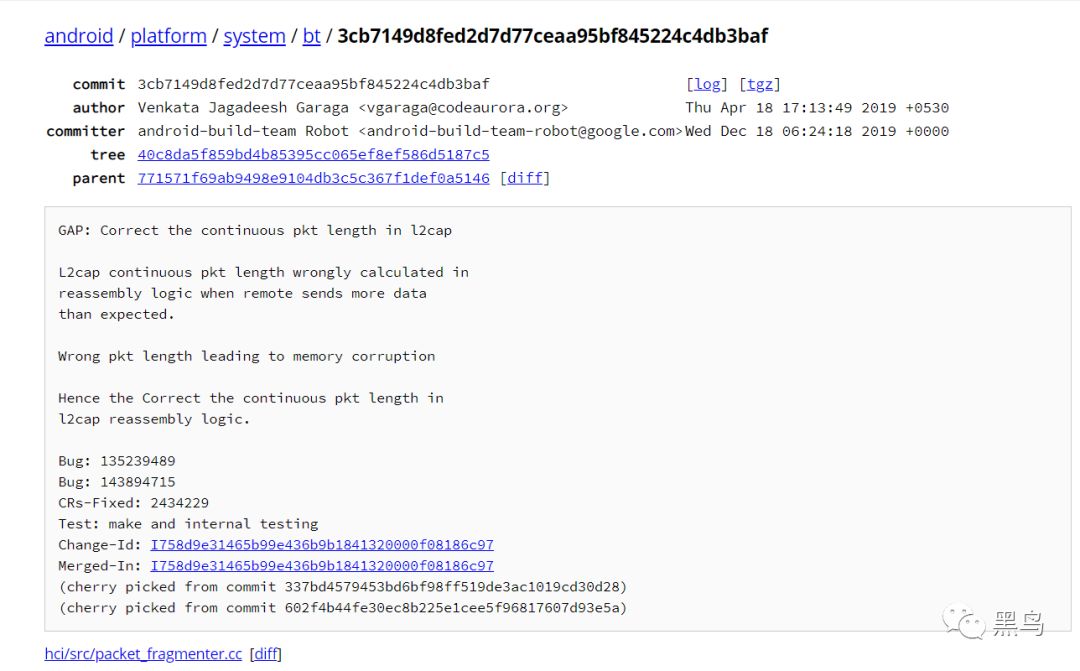 android / platform / system / bt / 3cb7149d8fed2d7d77ceaa95bf845224c4db3baf
commit 3cb7149d8fed2d7d77ceaa95bf845224c4db3baf [log] [tgz]
author Venkata Jagadeesh Garaga <vgaraga@codeaurora.org> Thu Apr 18 17:13:49 2019 +0530
committer android-build-team Robot <android-build-team-robot@google.com> Wed Dec 18 06:24:18 2019 +0000
tree 40c8da5f859bd4b85395cc065ef8ef586d5187c5
parent 771571f69ab9498e9104db3c5c367f1def0a5146 [diff]
GAP: Correct the continuous pkt length in l2cap
L2cap continuous pkt length wrongly calculated in
reassembly logic when remote sends more data
than expected.
Wrong pkt length leading to memory corruption
Hence the Correct the continuous pkt length in
l2cap reassembly logic.
Bug: 135239489
Bug: 143894715
CRs-Fixed: 2434229
Test: make and internal testing
Change-Id: I758d9e31465b99e436b9b1841320000f08186c97
Merged-In: I758d9e31465b99e436b9b1841320000f08186c97
(cherry picked from commit 337bd4579453bd6bf98ff519de3ac1019cd30d28)
(cherry picked from commit 602f4b44fe30ec8b225e1cee5f96817607d93e5a)
黑鸟
hci/src/packet_fragmenter.cc [diff]